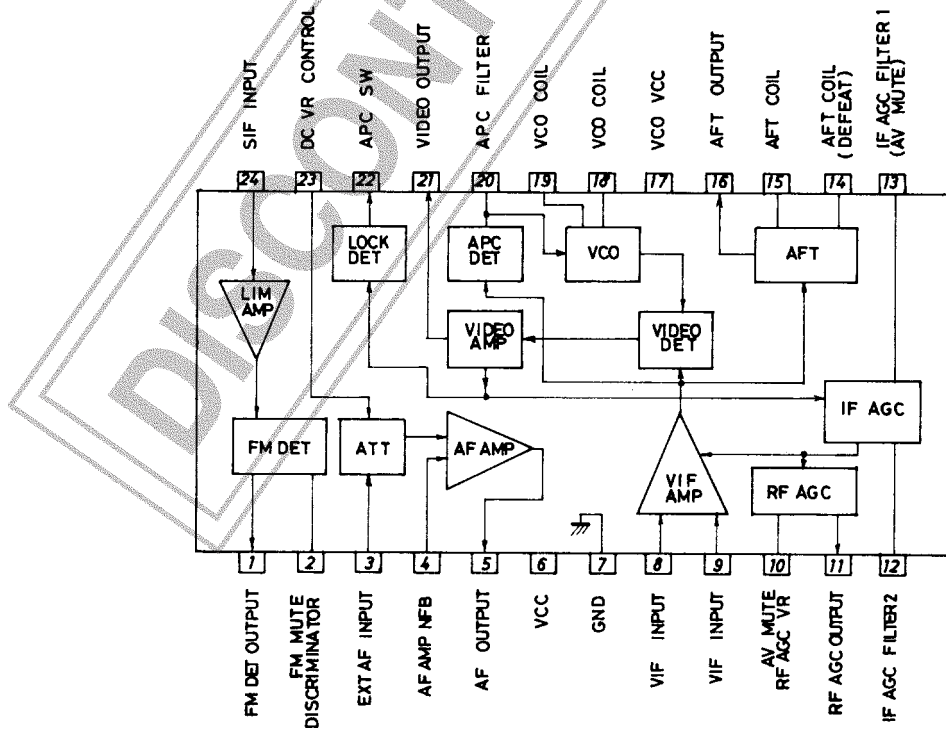 SIF INPUT
DC VR CONTROL
APC SW
VIDEO OUTPUT
APC FILTER
VCO COIL
VCO COIL
VCO VCC
AFT OUTPUT
AFT COIL
AFT COIL
(DEFEAT)
IF AGC FILTER 1
(AV MUTE)
24
23
22
21
20
19
18
17
16
15
14
13
LOCK
DET
APC
DET
VCO
AFT
LIM
AMP
VIDEO
AMP
VIDEO
DET
IF AGC
FM DET
ATT
AF AMP
VIF
AMP
RF AGC
1
2
3
4
5
6
7
8
9
10
11
12
FM DET OUTPUT
FM MUTE
DISCRIMINATOR
EXT AF INPUT
AF AMP NFB
AF OUTPUT
VCC
GND
VIF INPUT
VIF INPUT
AV MUTE
RF AGC VR
RF AGC OUTPUT
IF AGC FILTER 2
DISCONT